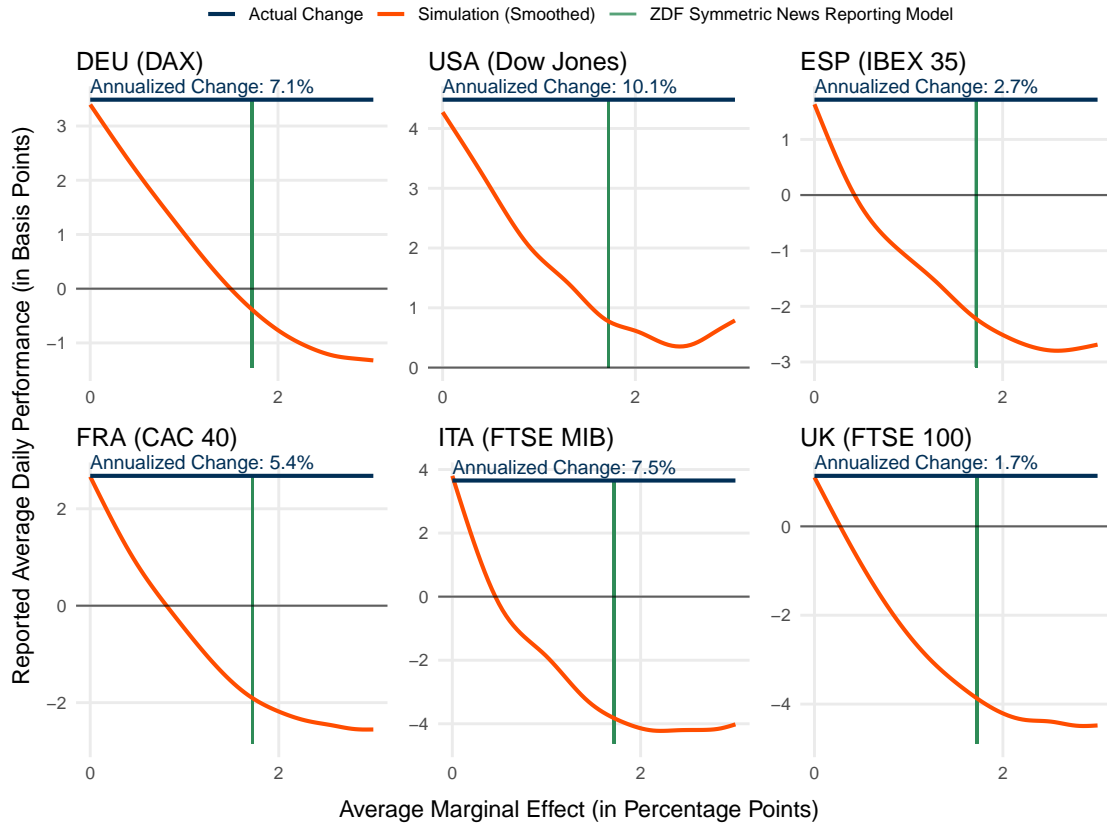 Actual Change Simulation (Smoothed) ZDF Symmetric News Reporting Model
DEU (DAX)
Annualized Change: 7.1%
3
2
1
0
−1
0 2
USA (Dow Jones)
Annualized Change: 10.1%
4
3
2
1
0
0 2
ESP (IBEX 35)
Annualized Change: 2.7%
1
0
−1
−2
−3
0 2
FRA (CAC 40)
Annualized Change: 5.4%
2
0
−2
0 2
ITA (FTSE MIB)
Annualized Change: 7.5%
4
2
0
−2
−4
0 2
UK (FTSE 100)
Annualized Change: 1.7%
0
−2
−4
0 2
Reported Average Daily Performance (in Basis Points)
Average Marginal Effect (in Percentage Points)